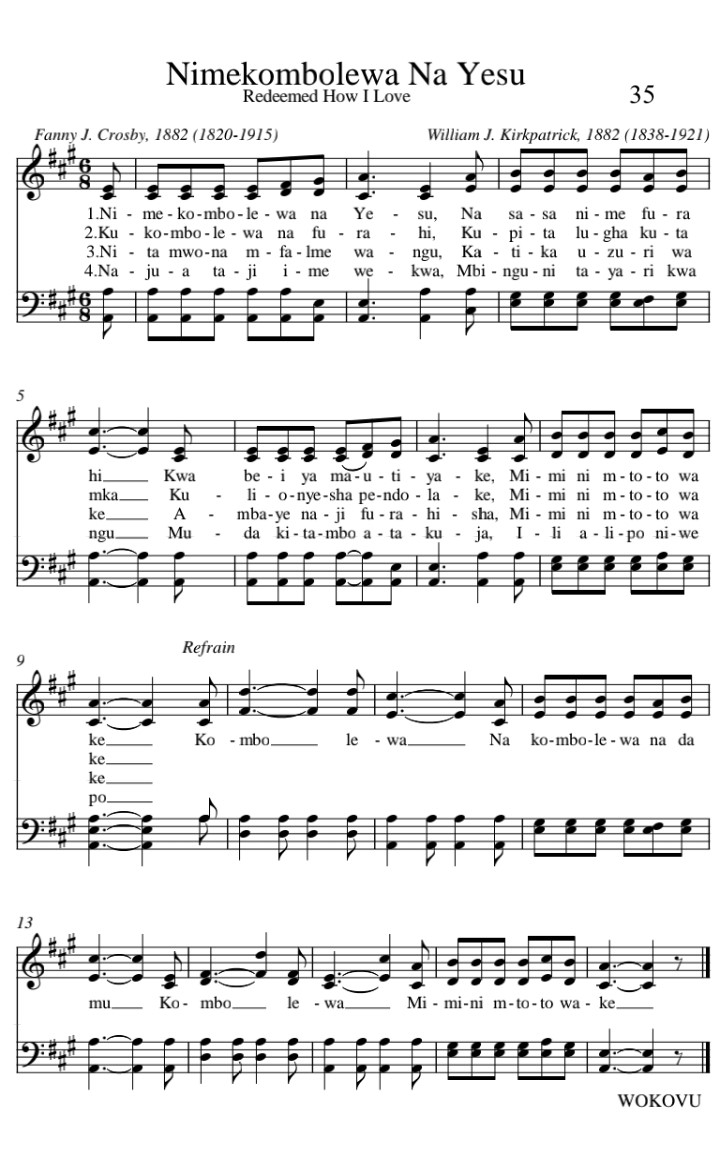 Nimekombolewa Na Yesu
Redeemed How I Love
35
Fanny J. Crosby, 1882 (1820-1915)
William J. Kirkpatrick, 1882 (1838-1921)
1.Ni - me - ko - mbo - le - wa na Ye - su, Na sa - sa ni - me fu - ra
2.Ku - ko - mbo - le - wa na fu - ra - hi, Ku - pi - ta lu - gha ku - ta
3.Ni - ta mwo - na m - fa - lme wa - ngu, Ka - ti - ka u - zu - ri wa
4.Na - ju - a ta - ji i - me we - kwa, Mbi - ngu - ni ta - ya - ri kwa
5
hi Kwa be - i ya ma - u - ti - ya - ke, Mi - mi ni m - to - to wa
mka Ku - li - o - nye - sha pe - ndo - la - ke, Mi - mi ni m - to - to wa
ke A - mba - ye na - ji fu - ra - hi - sha, Mi - mi ni m - to - to wa
ngu Mu - da ki - ta - mbo a - ta - ku - ja, I - li a - li - po ni - we
9
Refrain
ke Ko - mbo le - wa Na ko - mbo - le - wa na da
ke
ke
po
13
mu Ko - mbo le - wa Mi - mi - ni m - to - to wa - ke
WOKOVU